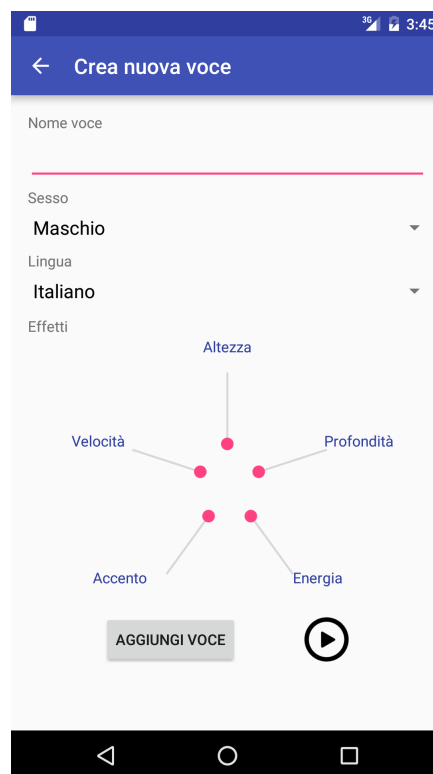 3G 3:45
Crea nuova voce
Nome voce
Sesso
Maschio
Lingua
Italiano
Effetti
Altezza
Velocità Profondità
Accento Energia
AGGIUNGI VOCE